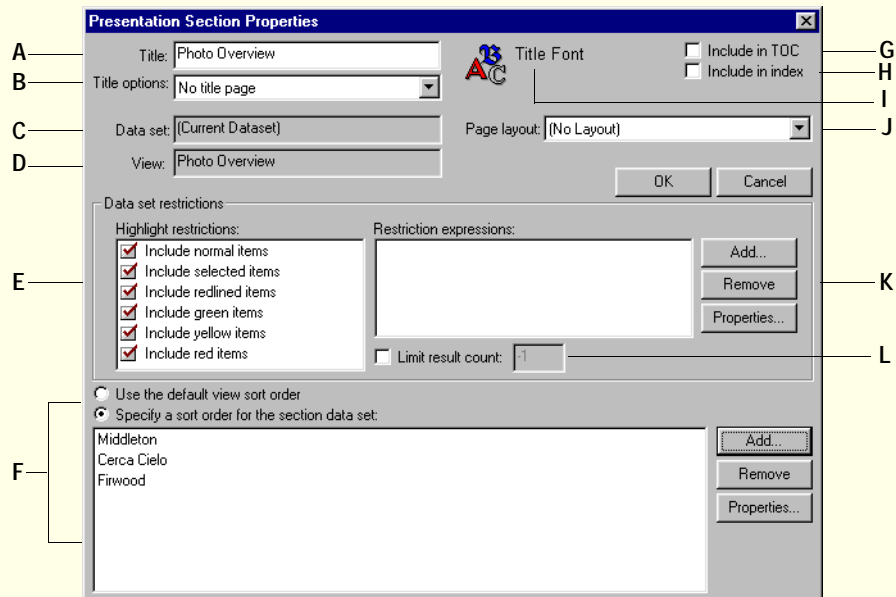 Presentation Section Properties
A
Title:
Photo Overview
Title Font
Include in TOC
G
B
Title options:
No title page
Include in index
H
I
C
Data set:
(Current Dataset)
Page layout:
(No Layout)
J
D
View:
Photo Overview
OK
Cancel
Data set restrictions
Highlight restrictions:
Restriction expressions:
Include normal items
Include selected items
Include redlined items
Include green items
Include yellow items
Include red items
E
Add...
Remove
Properties...
K
Limit result count:
-1
L
Use the default view sort order
Specify a sort order for the section data set:
F
Middleton
Cerca Cielo
Firwood
Add...
Remove
Properties...